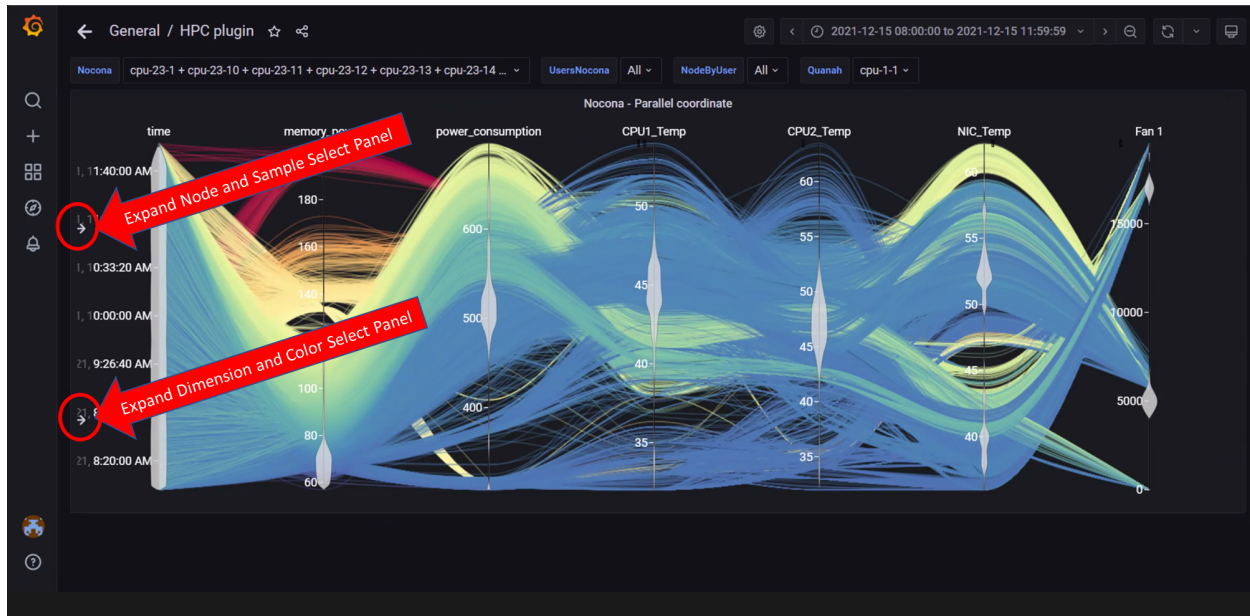 General / HPC plugin
2021-12-15 08:00:00 to 2021-12-15 11:59:59
Nocona cpu-23-1 + cpu-23-10 + cpu-23-11 + cpu-23-12 + cpu-23-13 + cpu-23-14 ... UsersNocona All NodeByUser All Quanah cpu-1-1
Nocona - Parallel coordinate
time power_consumption CPU1_Temp CPU2_Temp NIC_Temp Fan 1
11:40:00 AM
10:33:20 AM
10:00:00 AM
21, 9:26:40 AM
21, 8:20:00 AM
180
160
140
100
80
60
600
500
400
50
45
40
35
60
55
50
45
40
35
60
55
50
45
40
15000
10000
5000
0
Expand Node and Sample Select Panel
Expand Dimension and Color Select Panel